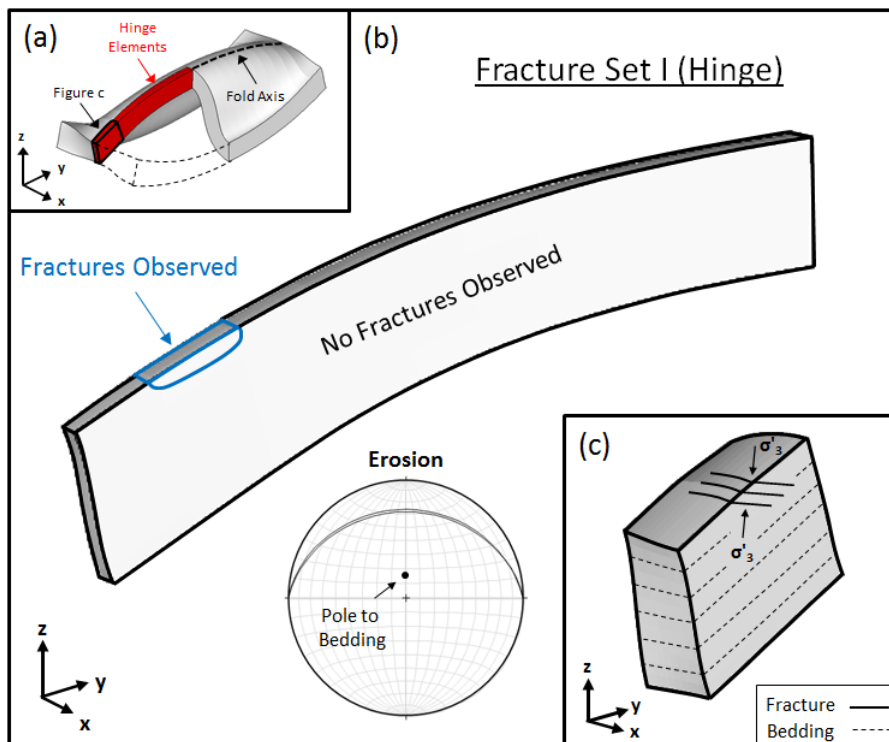 (a)
Hinge
Elements
Figure c
Fold Axis
z
y
x
(b)
Fracture Set I (Hinge)
Fractures Observed
No Fractures Observed
Erosion
Pole to
Bedding
z
y
x
(c)
σ'3
σ'3
z
y
x
Fracture
Bedding